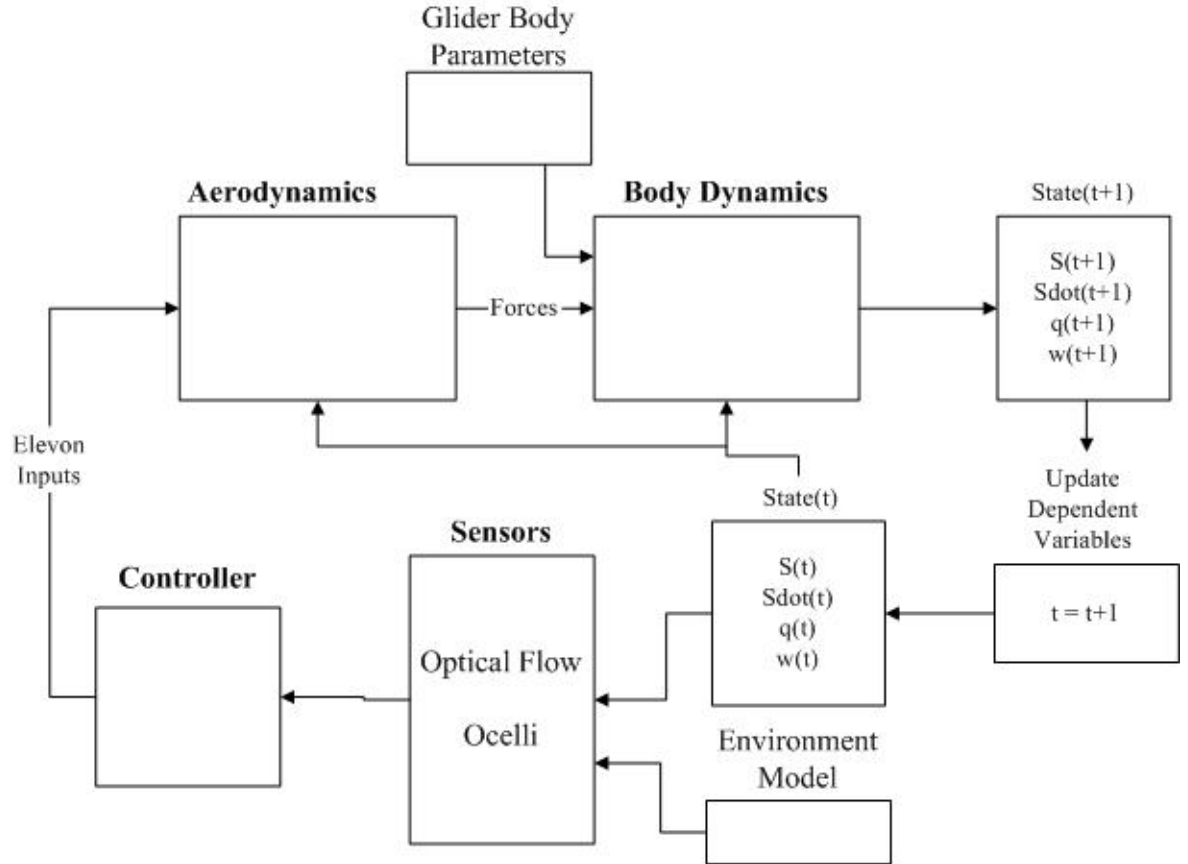 Glider Body
Parameters
Aerodynamics
Body Dynamics
State(t+1)
S(t+1)
Sdot(t+1)
q(t+1)
w(t+1)
Forces
Elevon
Inputs
State(t)
Update
Dependent
Variables
Sensors
Controller
S(t)
Sdot(t)
q(t)
w(t)
t = t+1
Optical Flow
Ocelli
Environment
Model